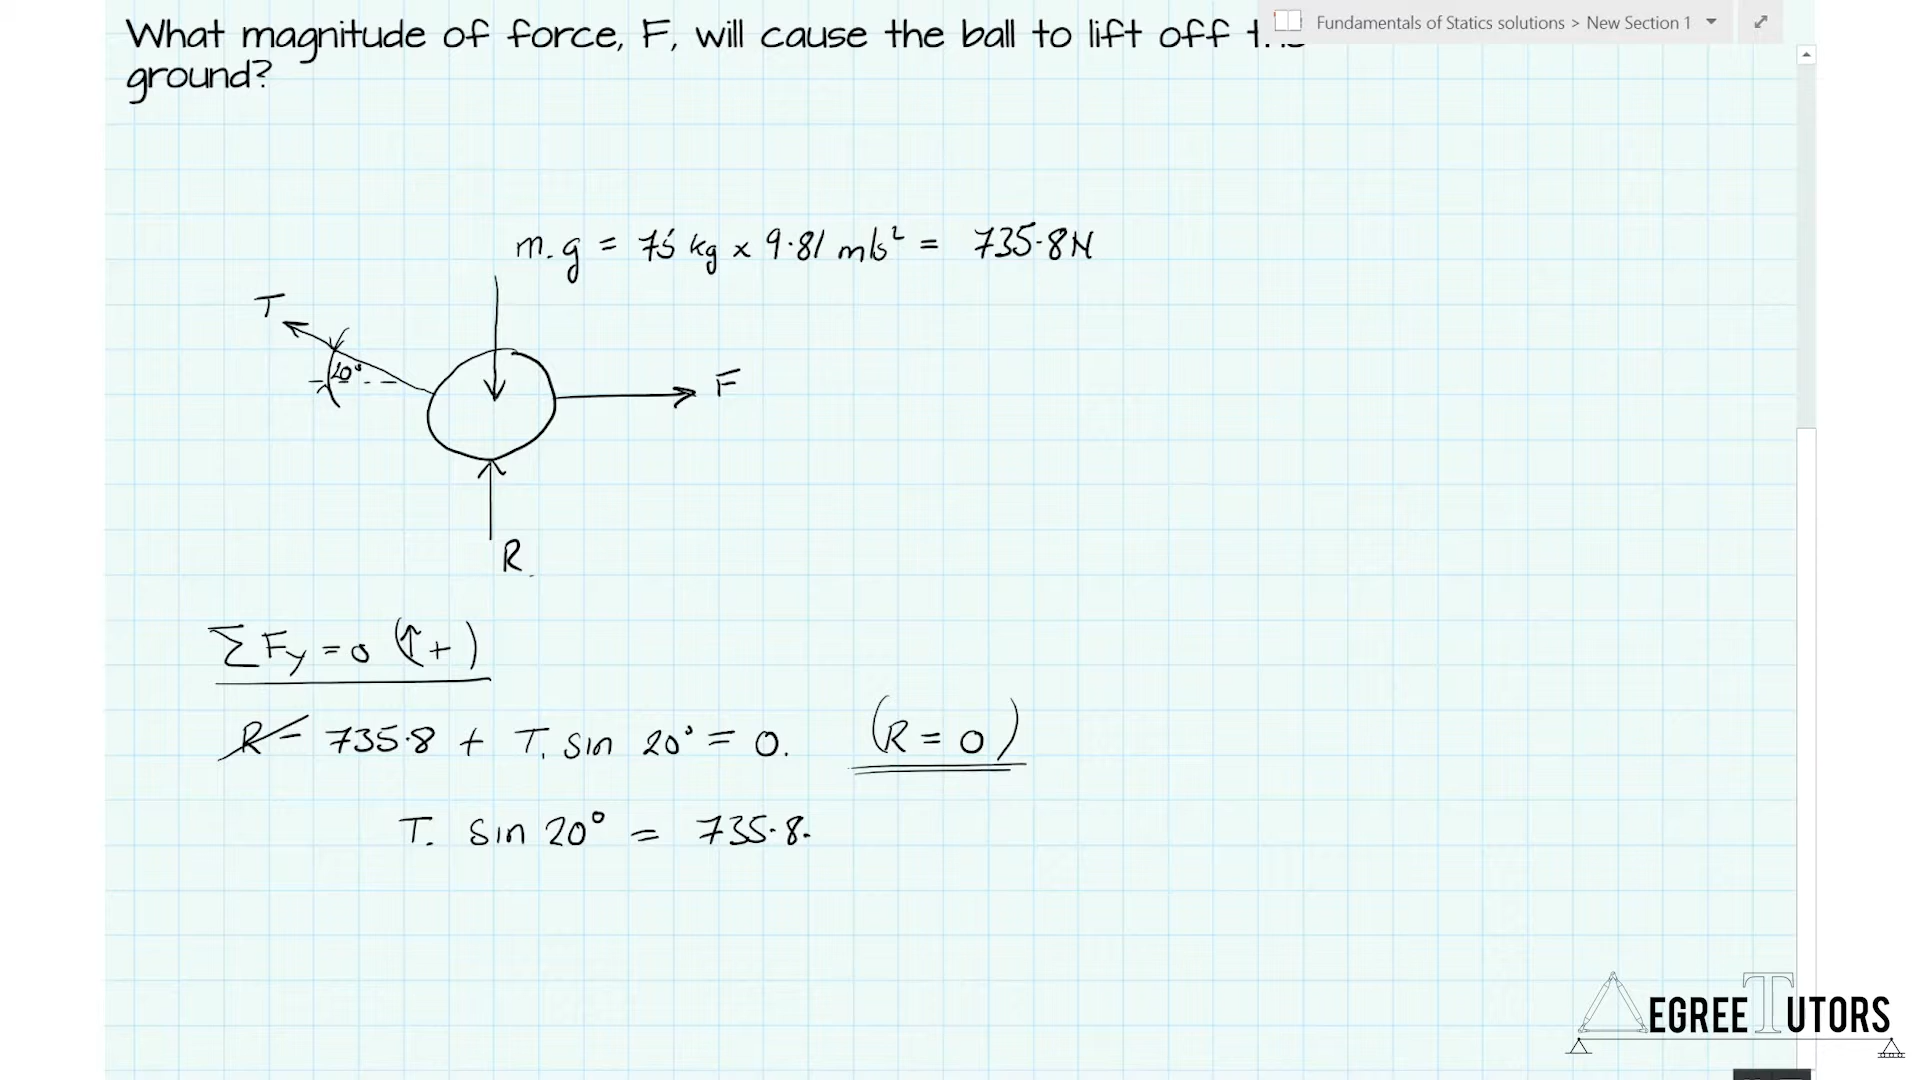 Fundamentals of Statics solutions > New Section 1
What magnitude of force, F, will cause the ball to lift off
ground?
m.g = 75 kg x 9.81 m/s² = 735.8N
T
20°
F
R
ΣFy = 0 (↑+)
R - 735.8 + T. sin 20° = 0. (R = 0)
T. sin 20° = 735.8.
DEGREE TUTORS